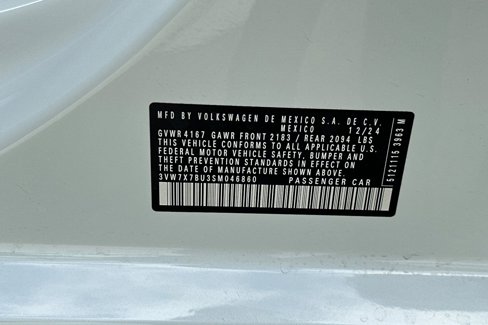 MFD BY VOLKSWAGEN DE MEXICO S.A. DE C.V.
MEXICO 12/24
GVWR 4167 GAWR FRONT 2183 / REAR 2094 LBS
THIS VEHICLE CONFORMS TO ALL APPLICABLE U.S.
FEDERAL MOTOR VEHICLE SAFETY, BUMPER AND
THEFT PREVENTION STANDARDS IN EFFECT ON
THE DATE OF MANUFACTURE SHOWN ABOVE.
3VW7X7BU3SM046860 PASSENGER CAR
5121115 3963 M